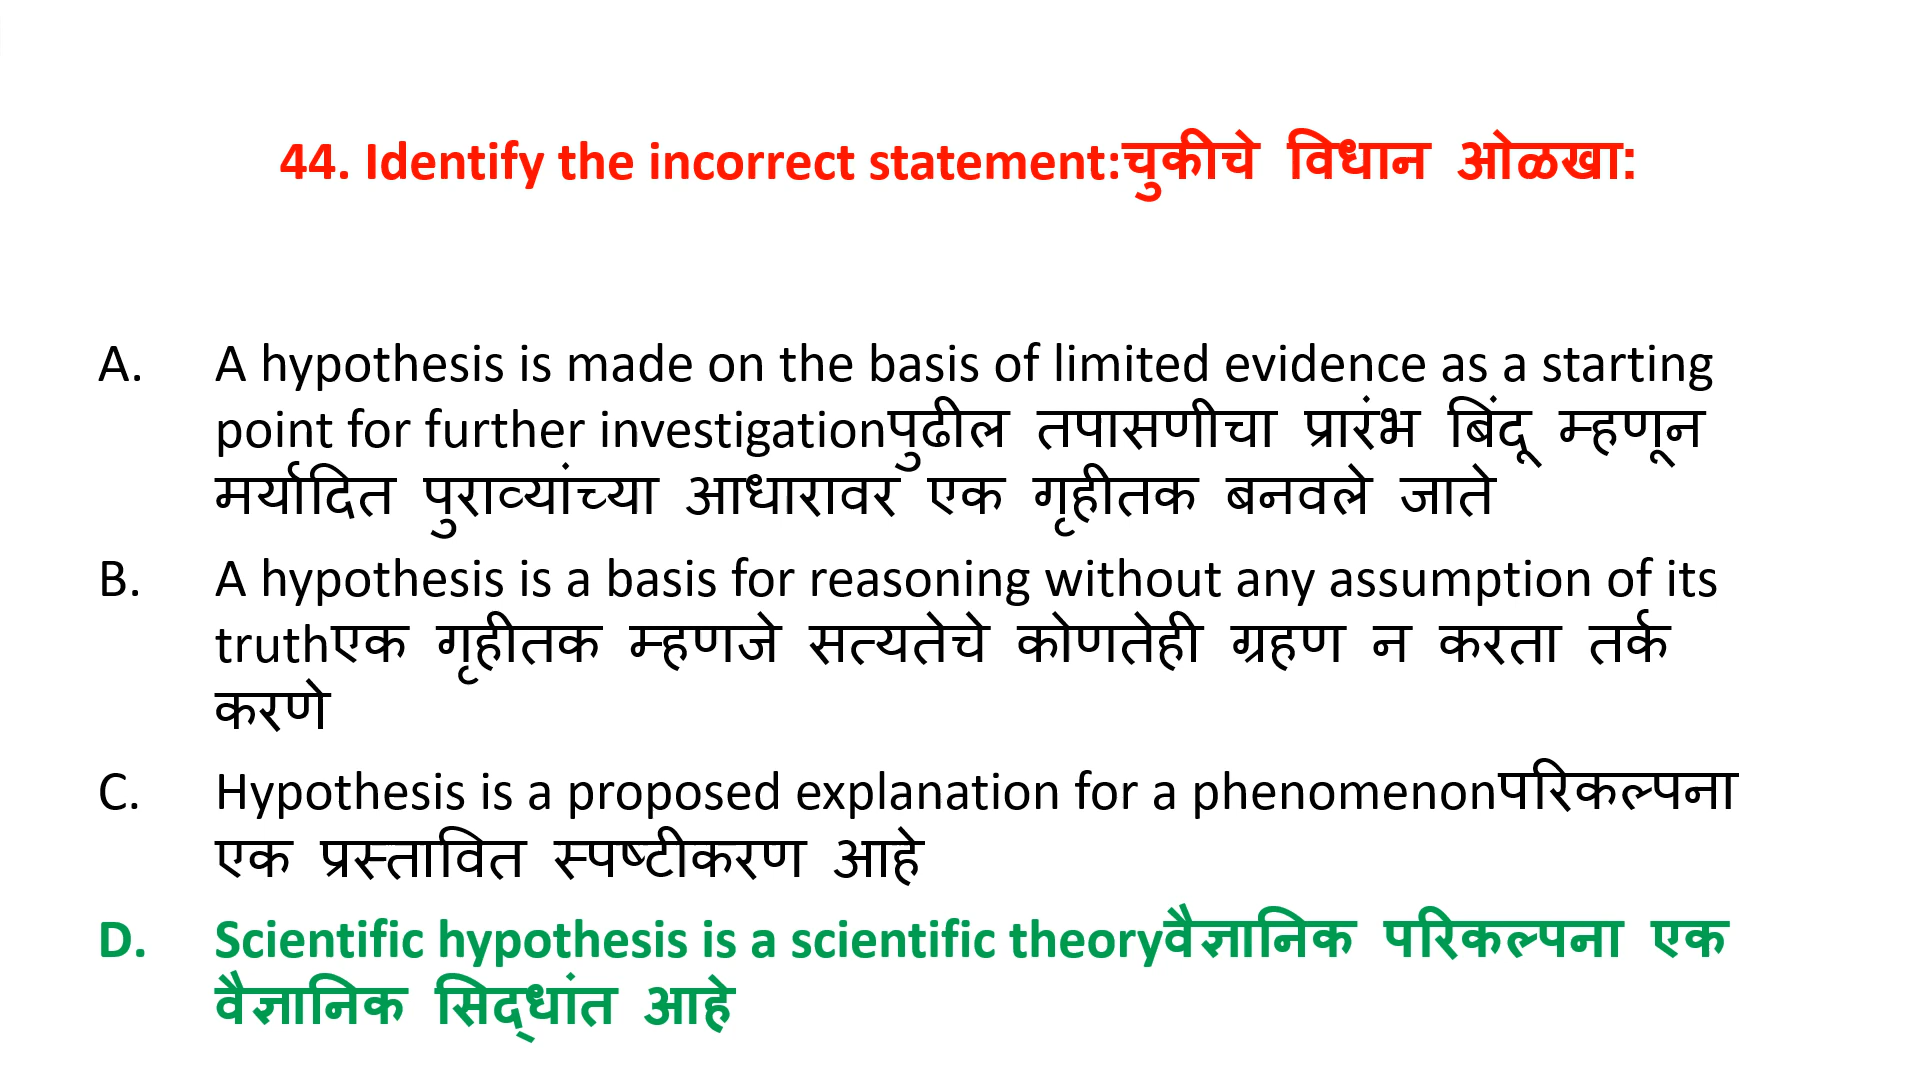 44. Identify the incorrect statement:चुकीचे विधान ओळखा:
A. A hypothesis is made on the basis of limited evidence as a starting
point for further investigationपुढील तपासणीचा प्रारंभ बिंदू म्हणून
मर्यादित पुराव्यांच्या आधारावर एक गृहीतक बनवले जाते
B. A hypothesis is a basis for reasoning without any assumption of its
truthएक गृहीतक म्हणजे सत्यतेचे कोणतेही ग्रहण न करता तर्क
करणे
C. Hypothesis is a proposed explanation for a phenomenonपरिकल्पना
एक प्रस्तावित स्पष्टीकरण आहे
D. Scientific hypothesis is a scientific theoryवैज्ञानिक परिकल्पना एक
वैज्ञानिक सिद्धांत आहे